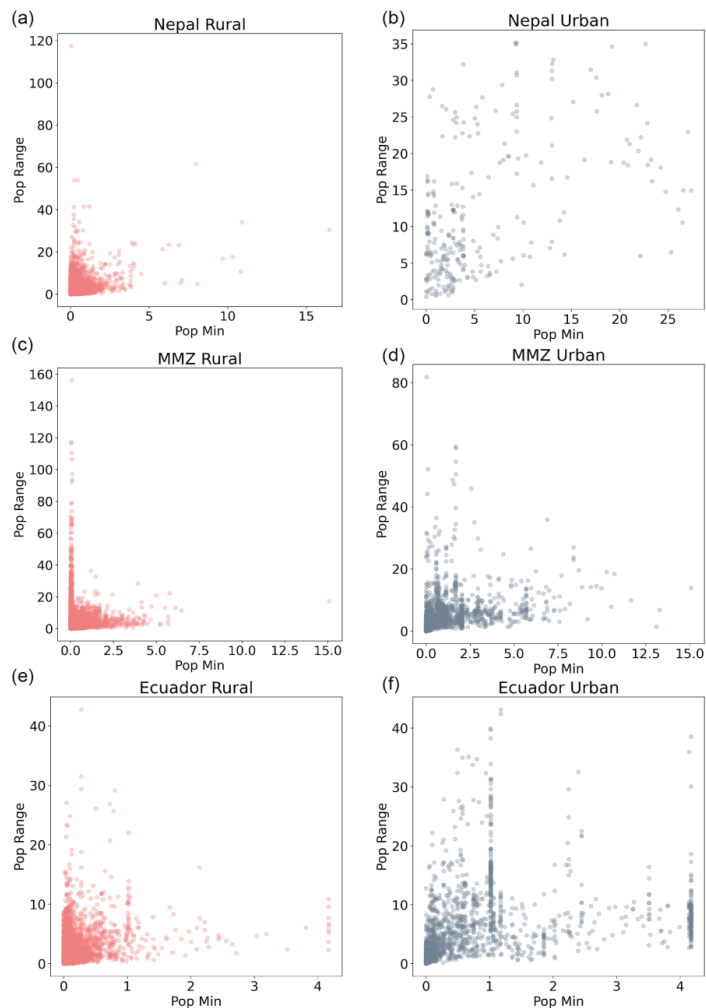 (a)
Nepal Rural
120
100
80
60
40
20
0
Pop Range
0 5 10 15
Pop Min
(b)
Nepal Urban
35
30
25
20
15
10
5
0
Pop Range
0 5 10 15 20 25
Pop Min
(c)
MMZ Rural
160
140
120
100
80
60
40
20
0
Pop Range
0.0 2.5 5.0 7.5 10.0 12.5 15.0
Pop Min
(d)
MMZ Urban
80
60
40
20
0
Pop Range
0.0 2.5 5.0 7.5 10.0 12.5 15.0
Pop Min
(e)
Ecuador Rural
40
30
20
10
0
Pop Range
0 1 2 3 4
Pop Min
(f)
Ecuador Urban
40
30
20
10
0
Pop Range
0 1 2 3 4
Pop Min